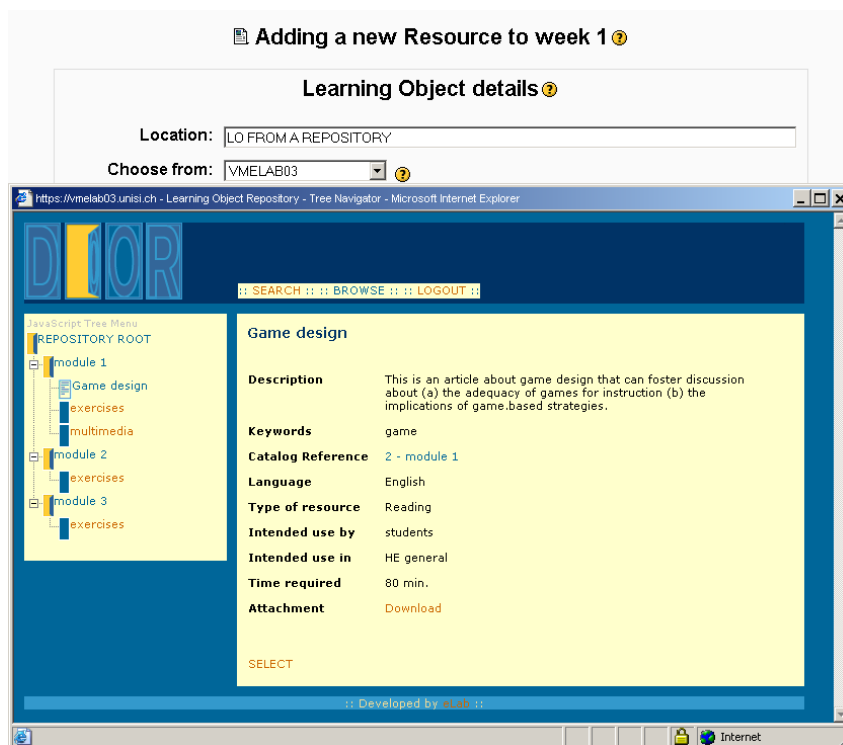 Adding a new Resource to week 1
Learning Object details
Location: LO FROM A REPOSITORY
Choose from: VMELAB03
https://vmelab03.unisi.ch - Learning Object Repository - Tree Navigator - Microsoft Internet Explorer
DOOR
:: SEARCH :: :: BROWSE :: :: LOGOUT ::
JavaScript Tree Menu
REPOSITORY ROOT
module 1
Game design
exercises
multimedia
module 2
exercises
module 3
exercises
Game design
Description This is an article about game design that can foster discussion
about (a) the adequacy of games for instruction (b) the
implications of game.based strategies.
Keywords game
Catalog Reference 2 - module 1
Language English
Type of resource Reading
Intended use by students
Intended use in HE general
Time required 80 min.
Attachment Download
SELECT
:: Developed by ::
Internet